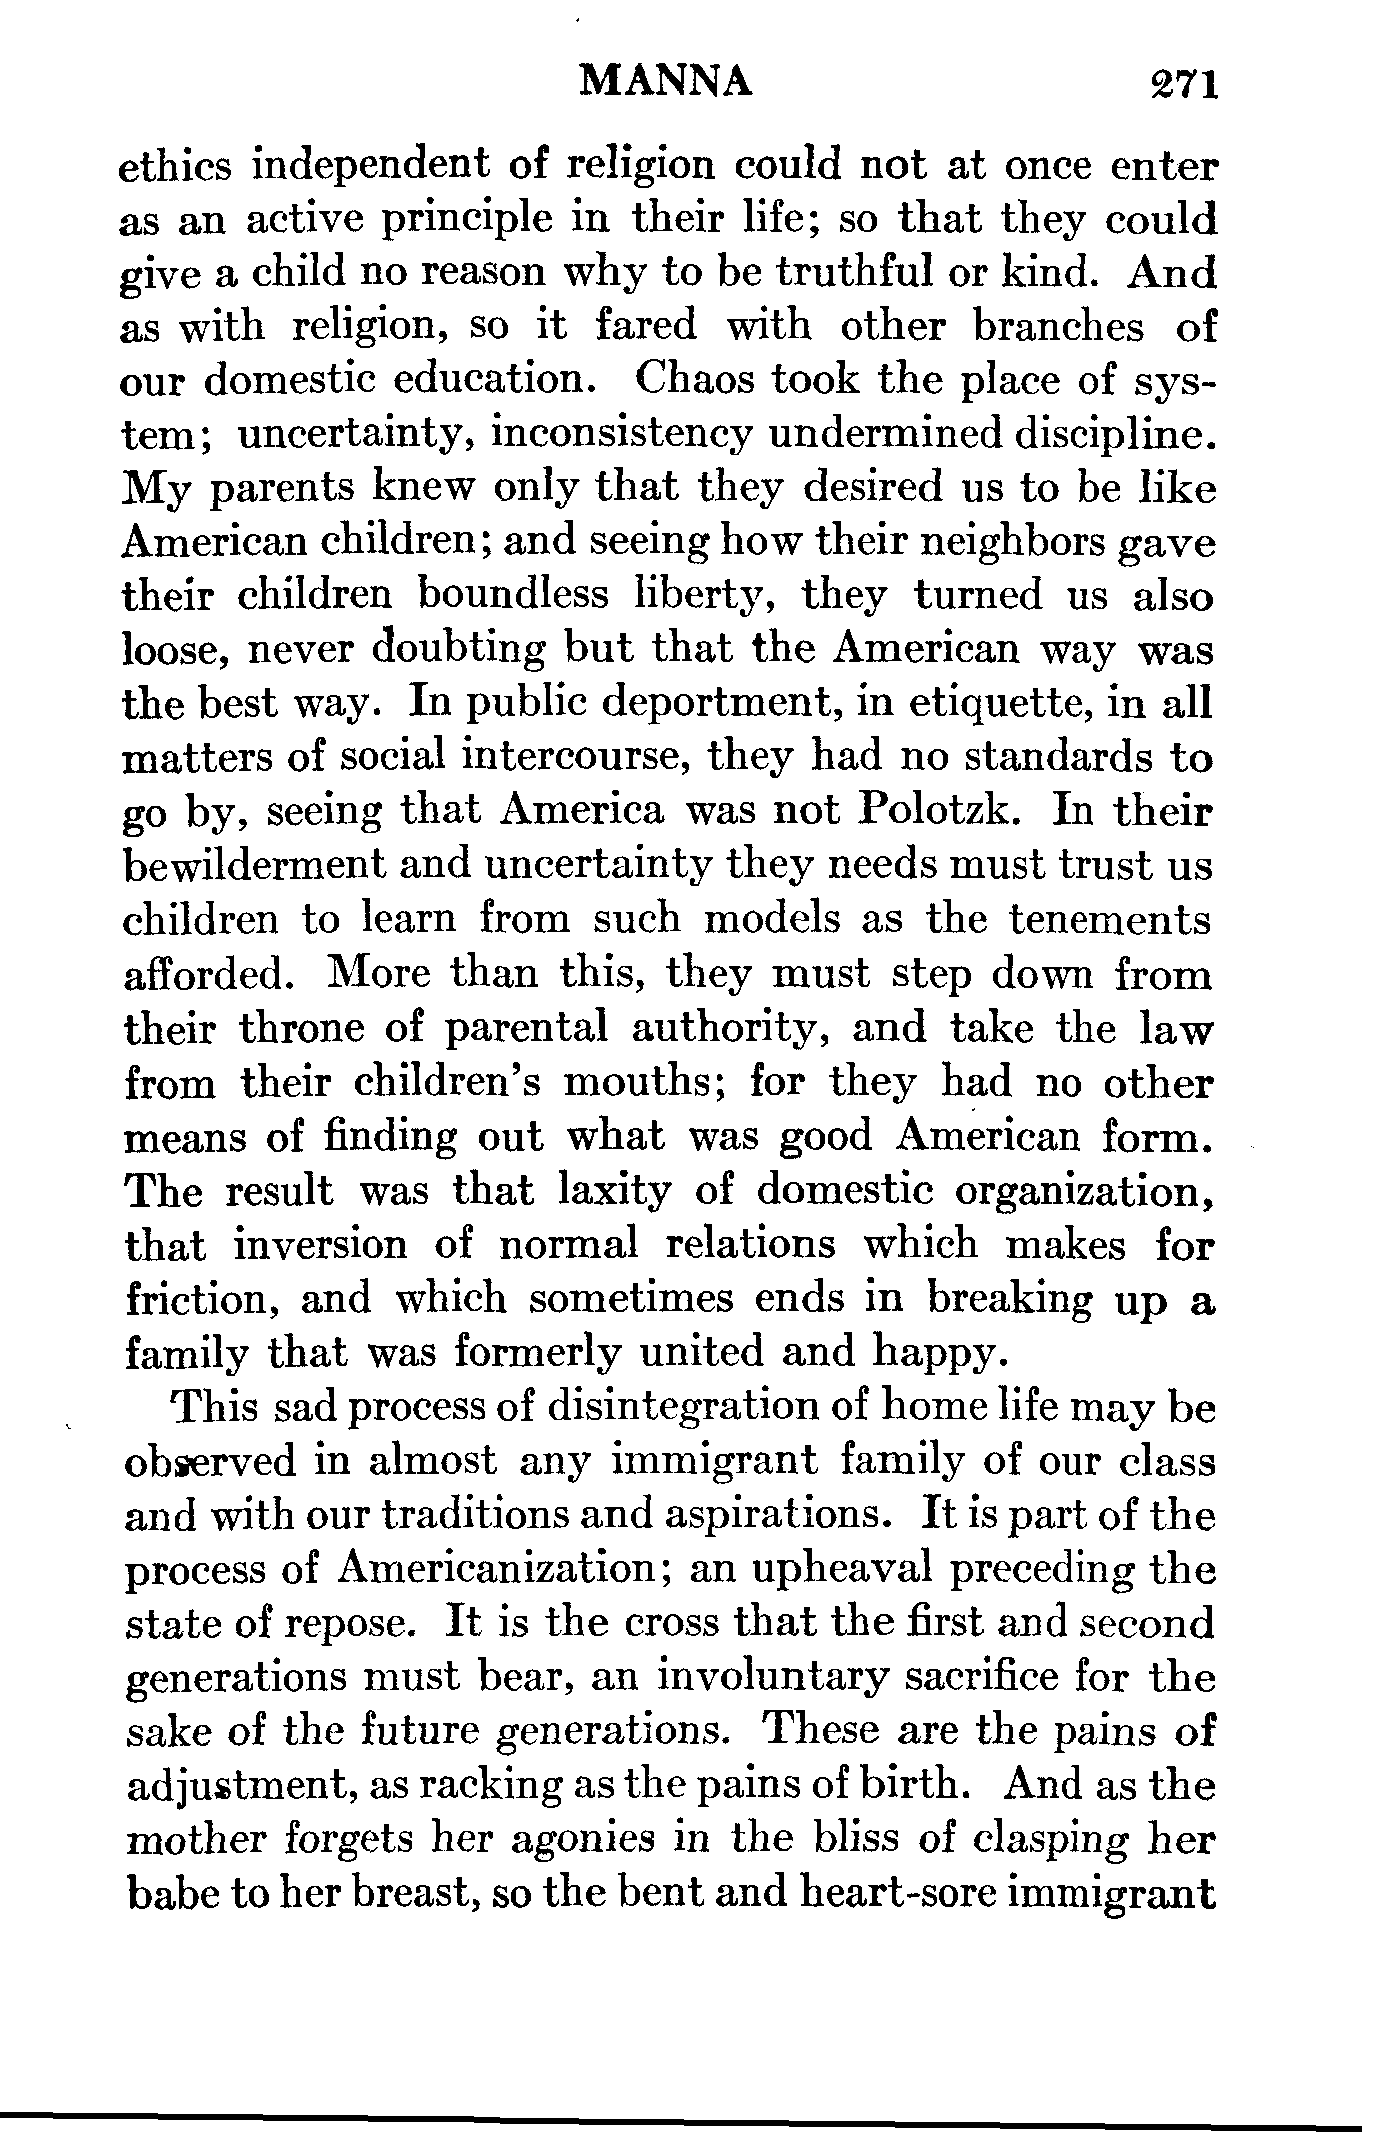 MANNA 271
ethics independent of religion could not at once enter
as an active principle in their life; so that they could
give a child no reason why to be truthful or kind. And
as with religion, so it fared with other branches of
our domestic education. Chaos took the place of sys-
tem; uncertainty, inconsistency undermined discipline.
My parents knew only that they desired us to be like
American children; and seeing how their neighbors gave
their children boundless liberty, they turned us also
loose, never doubting but that the American way was
the best way. In public deportment, in etiquette, in all
matters of social intercourse, they had no standards to
go by, seeing that America was not Polotzk. In their
bewilderment and uncertainty they needs must trust us
children to learn from such models as the tenements
afforded. More than this, they must step down from
their throne of parental authority, and take the law
from their children's mouths; for they had no other
means of finding out what was good American form.
The result was that laxity of domestic organization,
that inversion of normal relations which makes for
friction, and which sometimes ends in breaking up a
family that was formerly united and happy.
This sad process of disintegration of home life may be
observed in almost any immigrant family of our class
and with our traditions and aspirations. It is part of the
process of Americanization; an upheaval preceding the
state of repose. It is the cross that the first and second
generations must bear, an involuntary sacrifice for the
sake of the future generations. These are the pains of
adjustment, as racking as the pains of birth. And as the
mother forgets her agonies in the bliss of clasping her
babe to her breast, so the bent and heart-sore immigrant